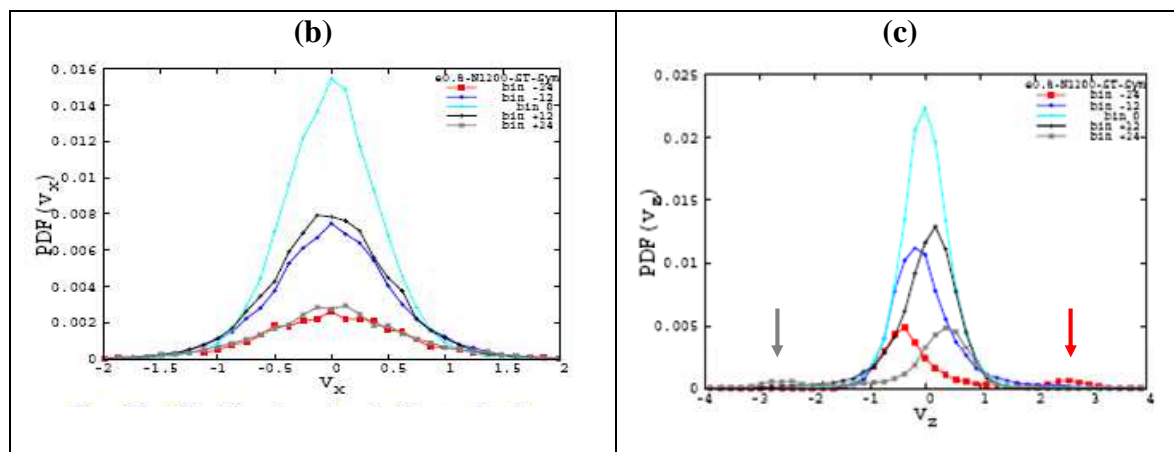 (b)
0.016
0.014
0.012
0.01
0.008
0.006
0.004
0.002
0
PDF(vx)
-2
-1.5
-1
-0.5
0
0.5
1
1.5
2
vx
e0.8-N1200-ST-Sym
bin -24
bin -12
bin 0
bin +12
bin +24
(c)
0.025
0.02
0.015
0.01
0.005
0
PDF(vz)
-4
-3
-2
-1
0
1
2
3
4
vz
e0.8-N1200-ST-Sym
bin -24
bin -12
bin 0
bin +12
bin +24